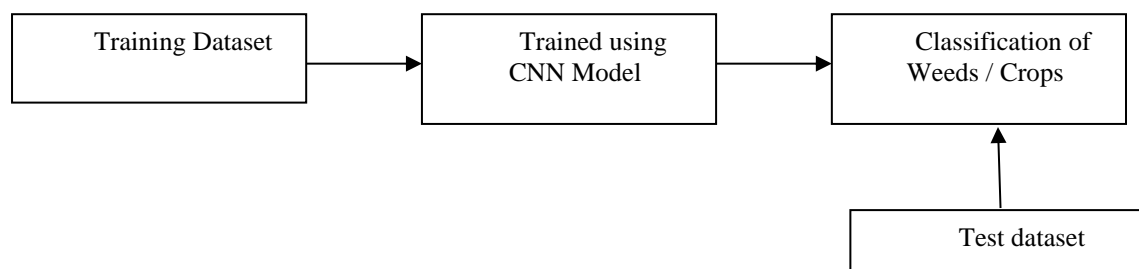 Training Dataset
Trained using
CNN Model
Classification of
Weeds / Crops
Test dataset